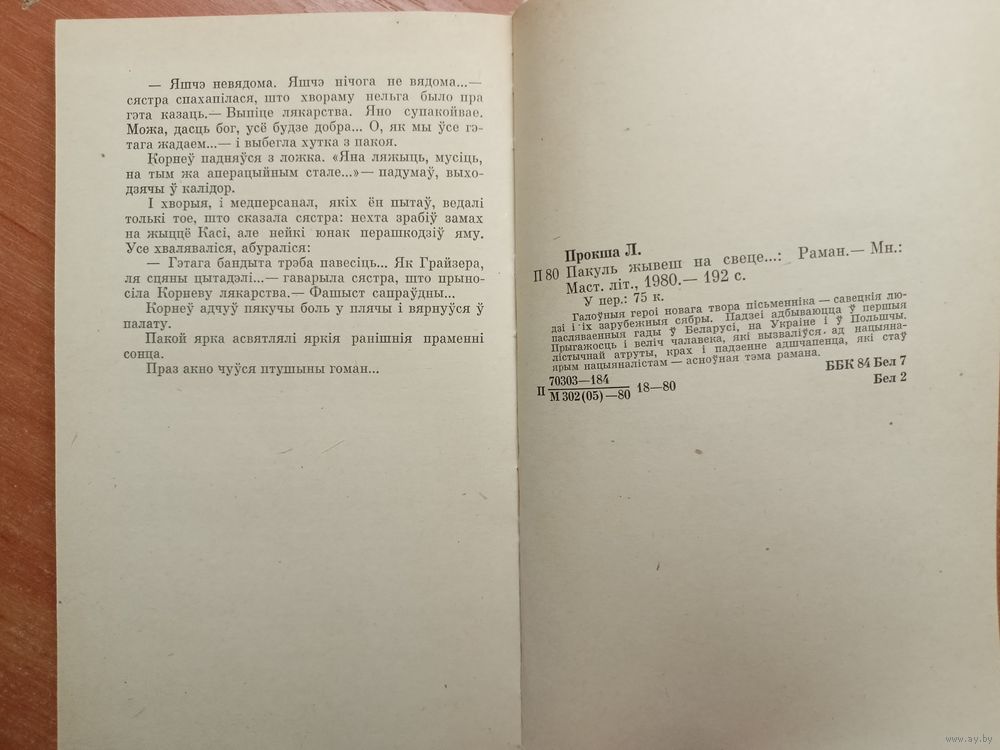 — Яшчэ невядома. Яшчэ нічога не вядома...—
сястра спахапілася, што хвораму нельга было пра
гэта казаць.— Выпіце лякарства. Яно супакойвае.
Можа, дасць бог, усё будзе добра... О, як мы ўсе гэ-
тага жадаем...— і выбегла хутка з пакоя.
Корнеў падняўся з ложка. «Яна ляжыць, мусіць,
на тым жа аперацыйным стале...»— падумаў, выхо-
дзячы ў калідор.
І хворыя, і медперсанал, якіх ён пытаў, ведалі
толькі тое, што сказала сястра: нехта зрабіў замах
на жыццё Касі, але нейкі юнак перашкодзіў яму.
Усе хваляваліся, абураліся:
— Гэтага бандыта трэба павесіць... Як Грайзера,
ля сцяны цытадэлі...— гаварыла сястра, што прыно-
сіла Корневу лякарства.— Фашыст сапраўдны...
Корнеў адчуў пякучы боль у плячы і вярнуўся ў
палату.
Пакой ярка асвятлялі яркія ранішнія праменні
сонца.
Праз акно чуўся птушыны гоман...
Прокша Л.
П 80 Пакуль жывеш на свеце...: Раман.— Мн.:
Маст. літ., 1980.— 192 с.
У пер.: 75 к.
Галоўныя героі новага твора пісьменніка — савецкія лю-
дзі і іх зарубежныя сябры. Падзеі адбываюцца ў першыя
пасляваенныя гады ў Беларусі, на Украіне і ў Польшчы.
Прыгажосць і веліч чалавека, які вызваліўся ад нацыяна-
лістычнай атруты, крах і падзенне адшчапенца, які стаў
ярым нацыяналістам — асноўная тэма рамана.
ББК 84 Бел 7
Бел 2
П 70303—184
М 302(05)—80 18—80
www.ay.by